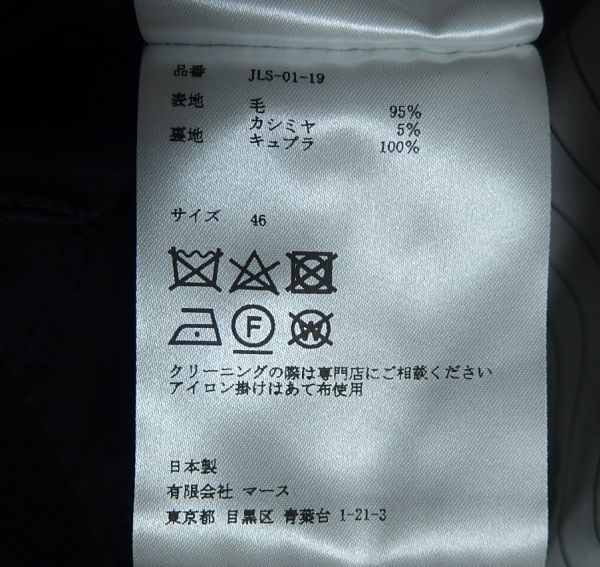 品番 JLS-01-19
表地 毛 95%
カシミヤ 5%
裏地 キュプラ 100%
サイズ 46
F W
クリーニングの際は専門店にご相談ください
アイロン掛けはあて布使用
日本製
有限会社 マース
東京都 目黒区 青葉台 1-21-3